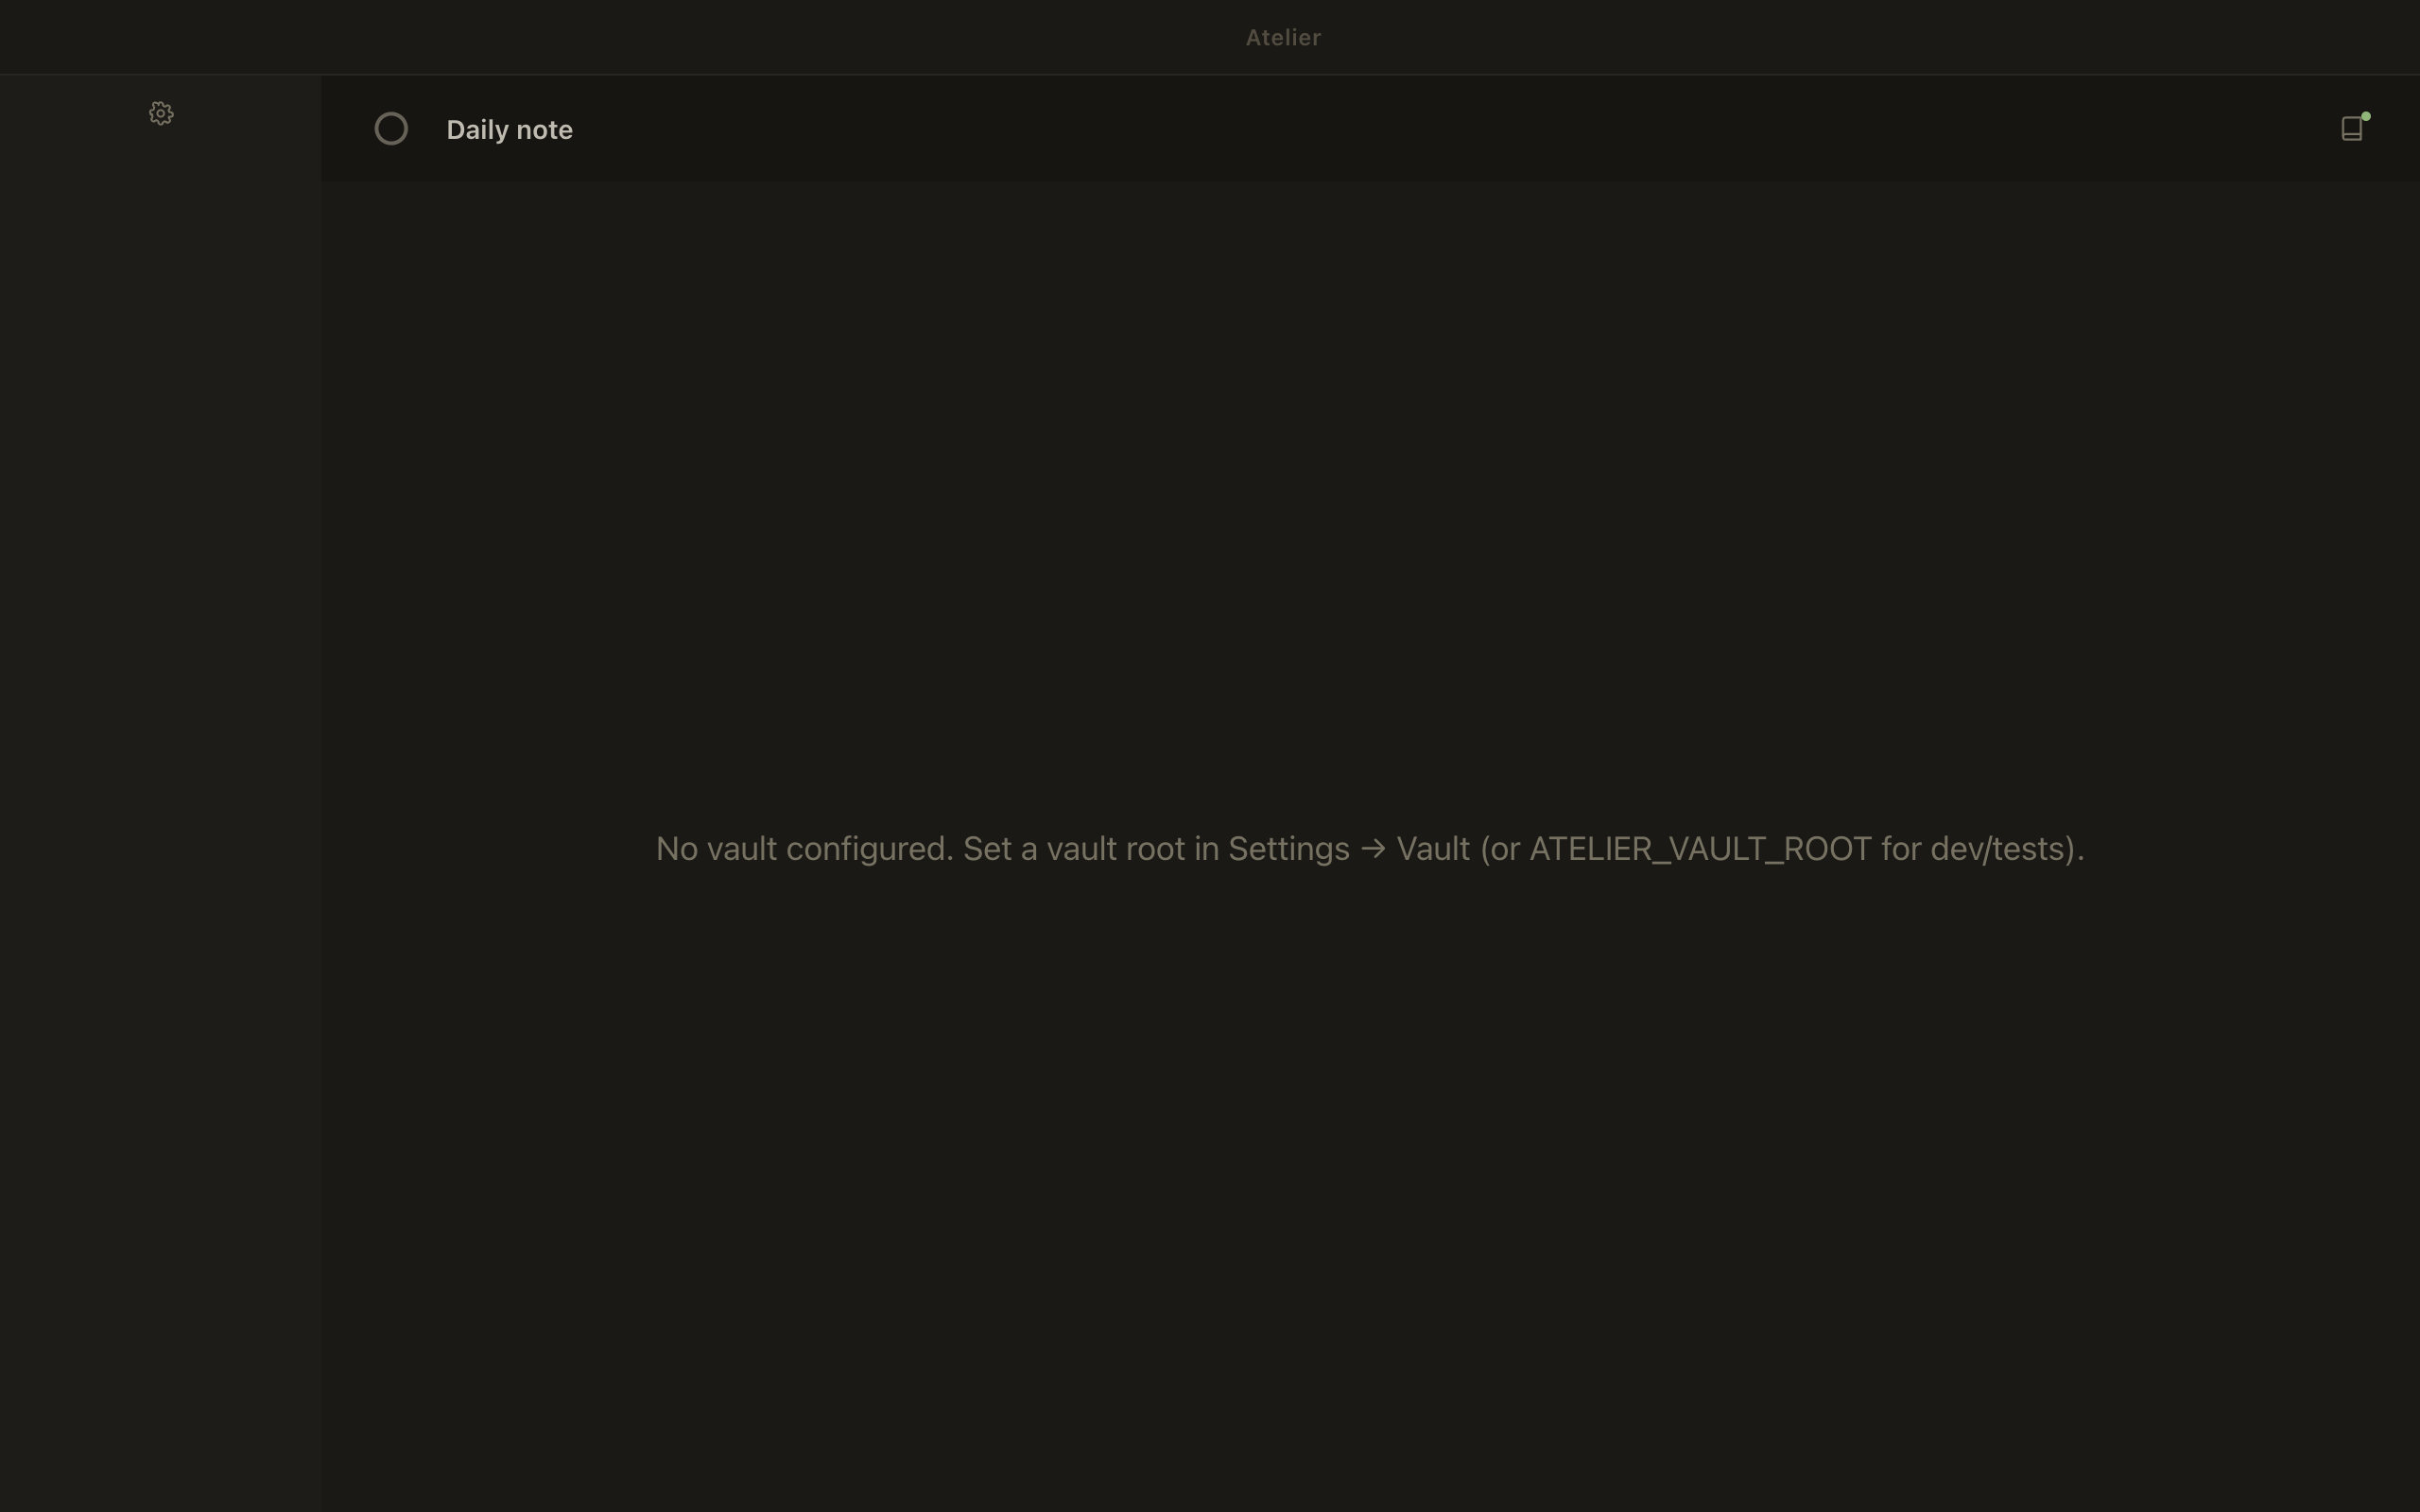 Atelier
Daily note
No vault configured. Set a vault root in Settings → Vault (or ATELIER_VAULT_ROOT for dev/tests).